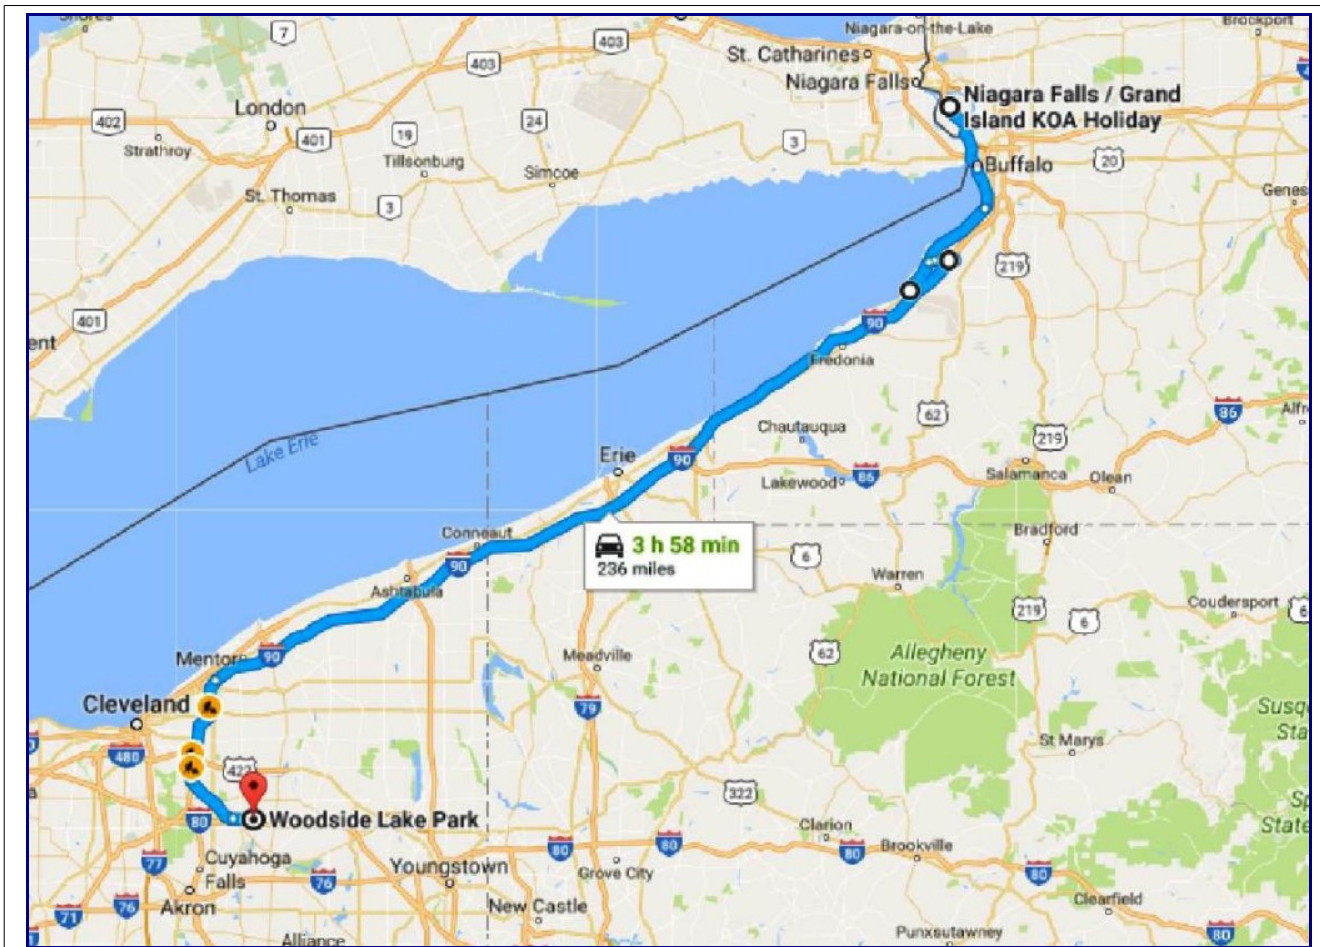 Brockport
Niagara-on-the-Lake
7
403
403
St. Catharines
Niagara Falls
London
Niagara Falls / Grand
Island KOA Holiday
402
401
19
24
3
Strathroy
Tillsonburg
Simcoe
Buffalo
20
St. Thomas
3
219
401
90
Fredonia
62
86
Chautauqua
219
Lake Erie
Erie
90
Salamanca
Olean
Lakewood
86
Conneaut
Bradford
3 h 58 min
236 miles
6
90
Ashtabula
Warren
219
6
Coudersport
Mentor
90
Meadville
62
Allegheny
National Forest
Cleveland
79
480
St Marys
422
322
80
Woodside Lake Park
Clarion
77
Cuyahoga
Falls
Youngstown
80
80
80
Brookville
76
Grove City
80
76
Akron
71
New Castle
Clearfield
80
Alliance
Punxsutawney